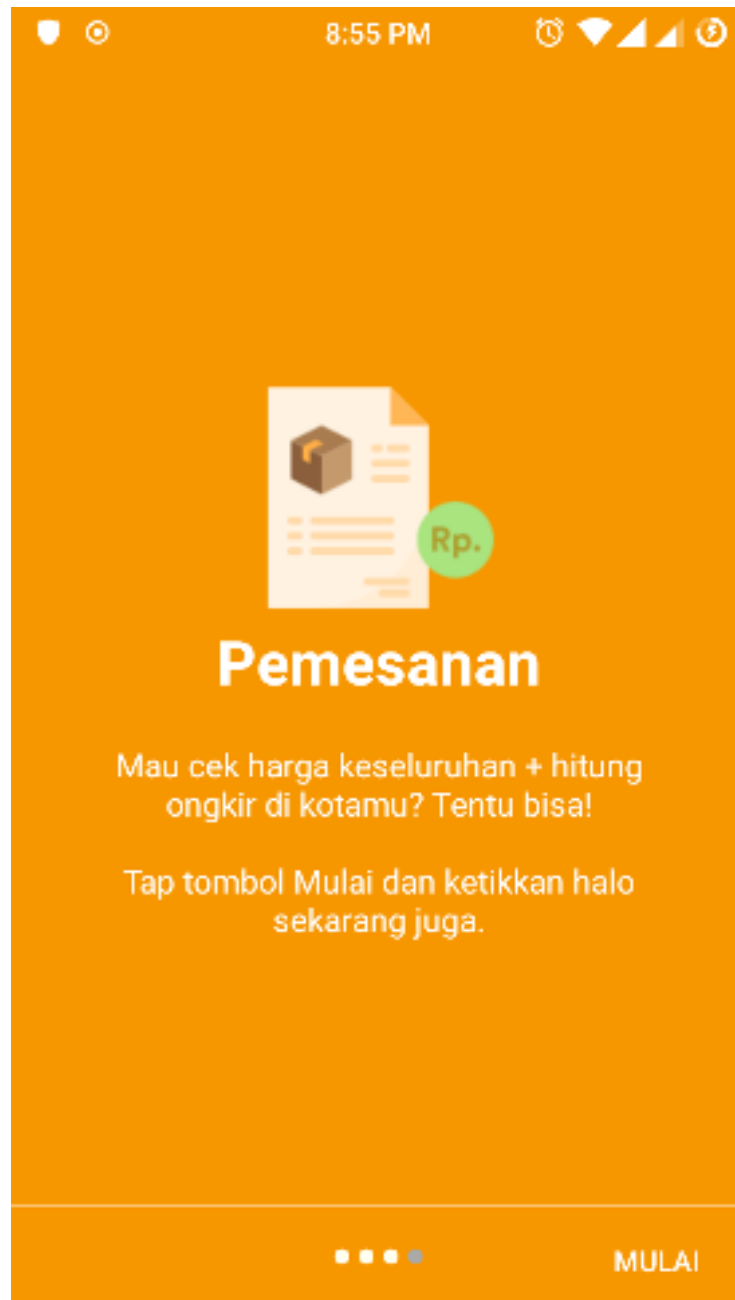 8:55 PM
Rp.
Pemesanan
Mau cek harga keseluruhan + hitung
ongkir di kotamu? Tentu bisa!
Tap tombol Mulai dan ketikkan halo
sekarang juga.
MULAI